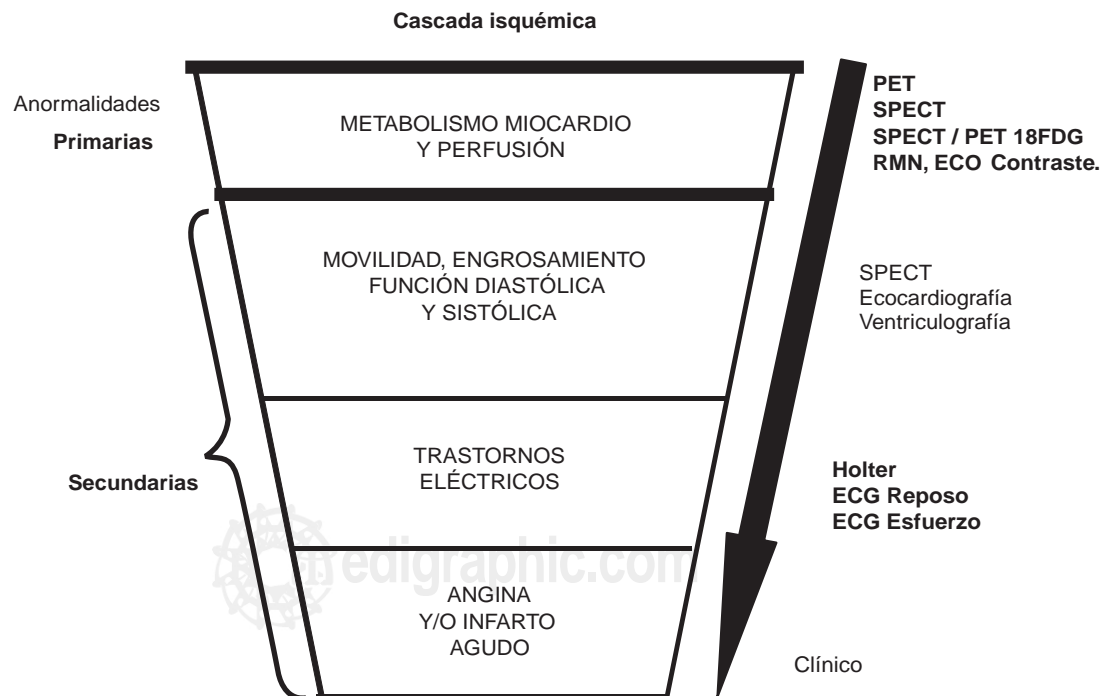 Cascada isquémica
Anormalidades
Primarias
METABOLISMO MIOCARDIO
Y PERFUSIÓN
PET
SPECT
SPECT / PET 18FDG
RMN, ECO Contraste.
MOVILIDAD, ENGROSAMIENTO
FUNCIÓN DIASTÓLICA
Y SISTÓLICA
SPECT
Ecocardiografía
Ventriculografía
Secundarias
TRASTORNOS
ELÉCTRICOS
Holter
ECG Reposo
ECG Esfuerzo
edigraphic.com
ANGINA
Y/O INFARTO
AGUDO
Clínico